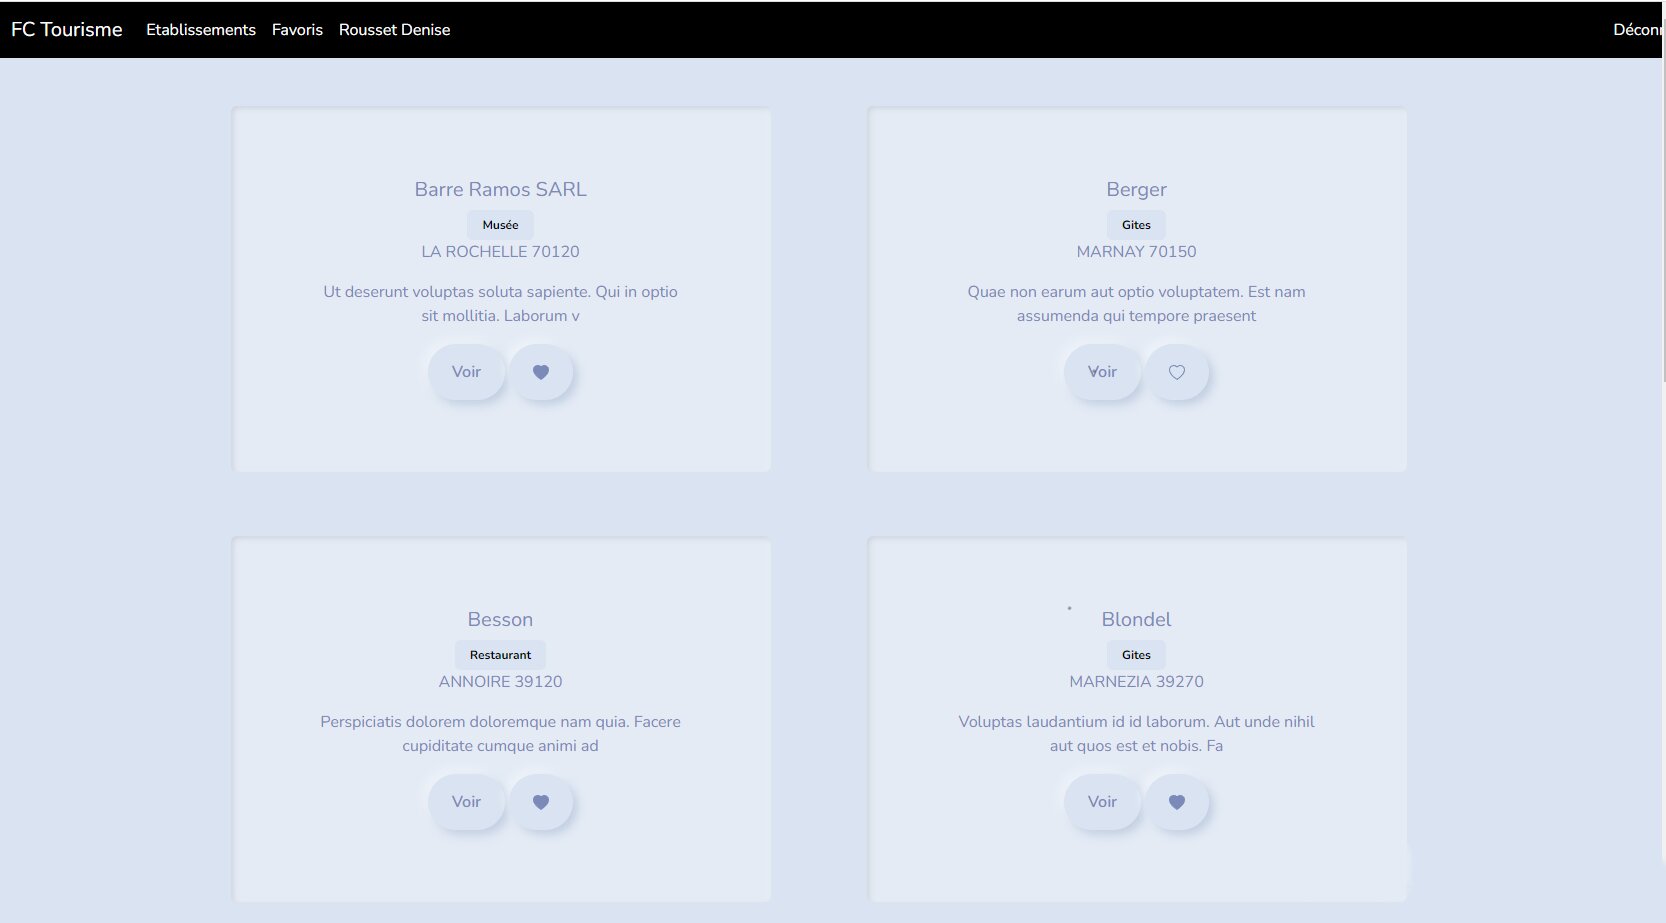 FC Tourisme Etablissements Favoris Rousset Denise
Barre Ramos SARL
Musée
LA ROCHELLE 70120
Ut deserunt voluptas soluta sapiente. Qui in optio
sit mollitia. Laborum v
Voir
Berger
Gites
MARNAY 70150
Quae non earum aut optio voluptatem. Est nam
assumenda qui tempore praesent
Voir
Besson
Restaurant
ANNOIRE 39120
Perspiciatis dolorem doloremque nam quia. Facere
cupiditate cumque animi ad
Voir
Blondel
Gites
MARNEZIA 39270
Voluptas laudantium id id laborum. Aut unde nihil
aut quos est et nobis. Fa
Voir